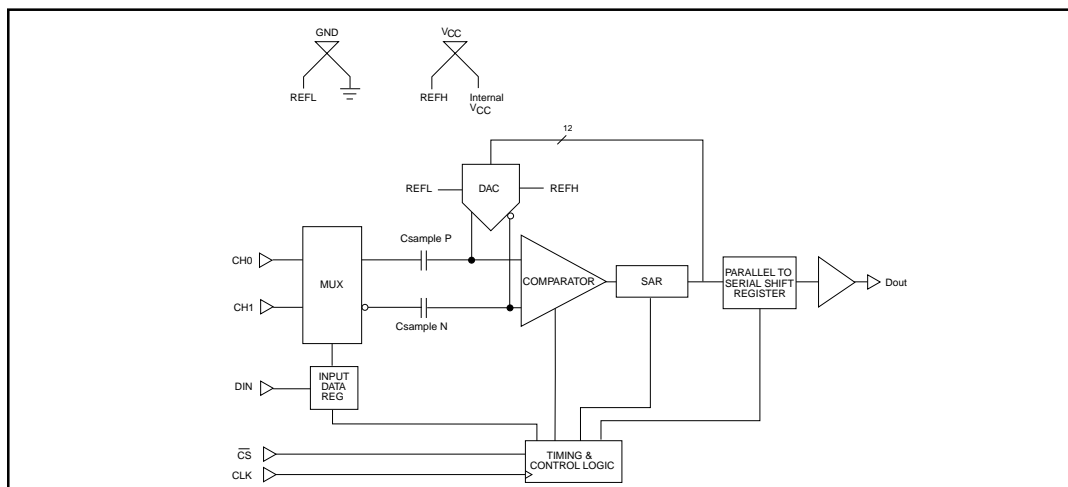 GND
VCC
REFL
REFH
Internal
VCC
12
REFL
DAC
REFH
Csample P
CH0
MUX
COMPARATOR
SAR
PARALLEL TO
SERIAL SHIFT
REGISTER
Dout
CH1
Csample N
DIN
INPUT
DATA
REG
CS
TIMING &
CONTROL LOGIC
CLK